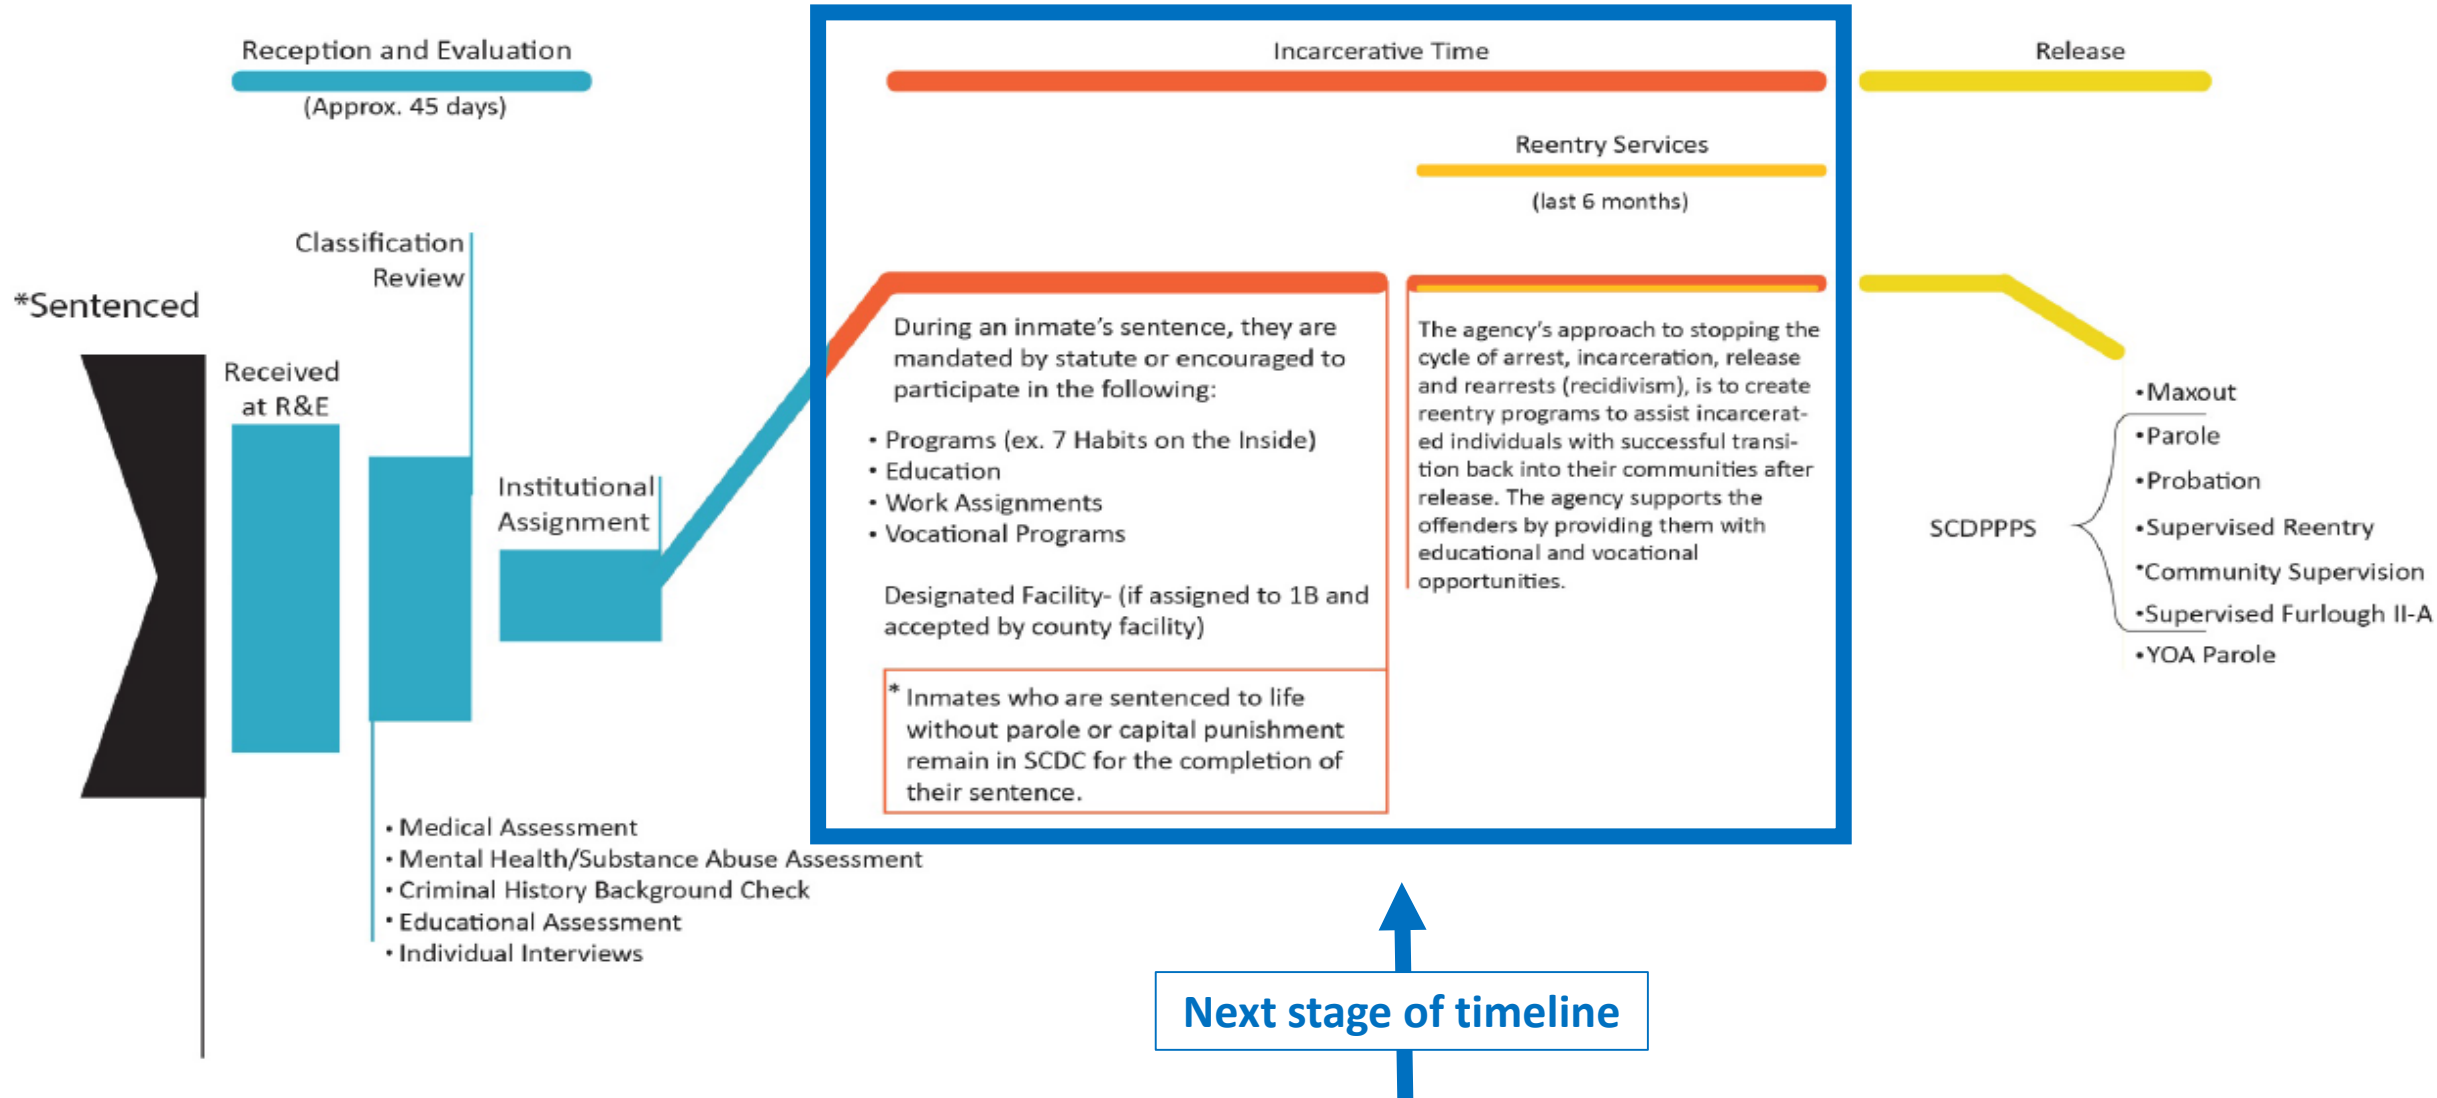 Reception and Evaluation
(Approx. 45 days)
Incarcerative Time
Release
Reentry Services
(last 6 months)
*Sentenced
Received
at R&E
Classification
Review
Institutional
Assignment
• Medical Assessment
• Mental Health/Substance Abuse Assessment
• Criminal History Background Check
• Educational Assessment
• Individual Interviews
During an inmate's sentence, they are
mandated by statute or encouraged to
participate in the following:
• Programs (ex. 7 Habits on the Inside)
• Education
• Work Assignments
• Vocational Programs
Designated Facility- (if assigned to 1B and
accepted by county facility)
* Inmates who are sentenced to life
without parole or capital punishment
remain in SCDC for the completion of
their sentence.
The agency's approach to stopping the
cycle of arrest, incarceration, release
and rearrests (recidivism), is to create
reentry programs to assist incarcerat-
ed individuals with successful transi-
tion back into their communities after
release. The agency supports the
offenders by providing them with
educational and vocational
opportunities.
SCDPPPS
•Maxout
•Parole
•Probation
•Supervised Reentry
•Community Supervision
•Supervised Furlough II-A
•YOA Parole
Next stage of timeline